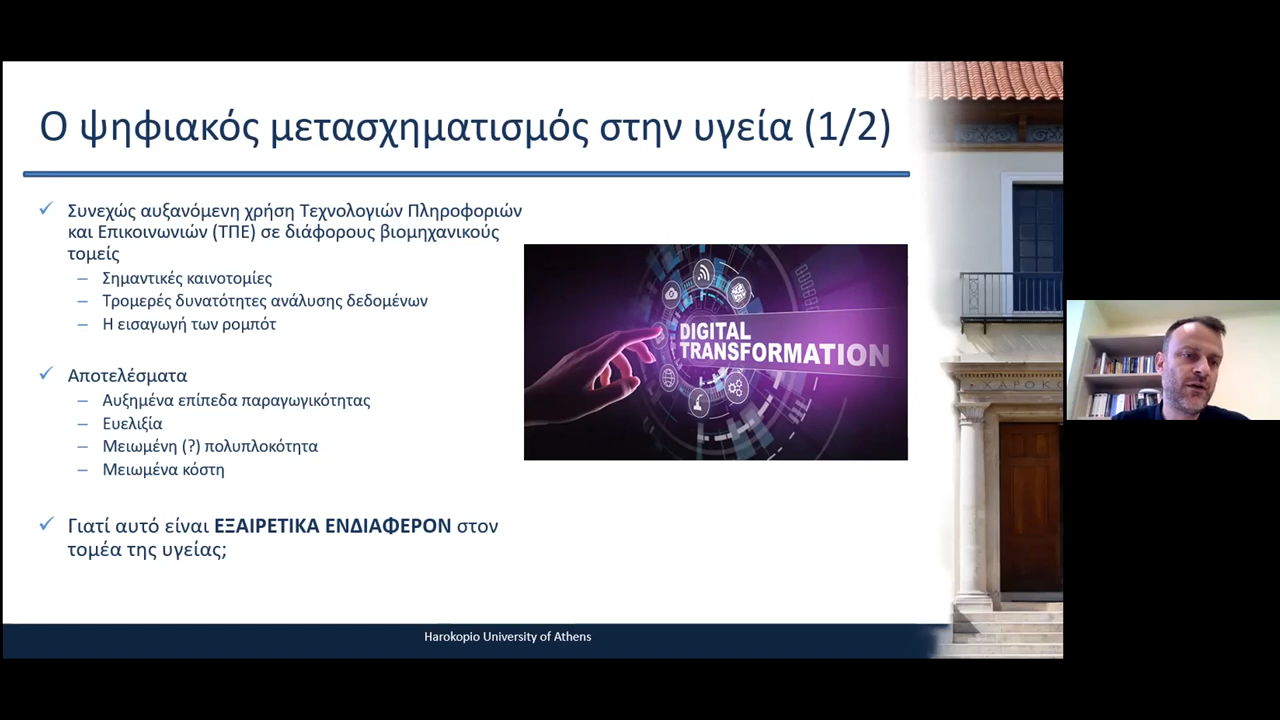 Ο ψηφιακός μετασχηματισμός στην υγεία (1/2)
✓ Συνεχώς αυξανόμενη χρήση Τεχνολογιών Πληροφοριών
και Επικοινωνιών (ΤΠΕ) σε διάφορους βιομηχανικούς
τομείς
– Σημαντικές καινοτομίες
– Τρομερές δυνατότητες ανάλυσης δεδομένων
– Η εισαγωγή των ρομπότ
✓ Αποτελέσματα
– Αυξημένα επίπεδα παραγωγικότητας
– Ευελιξία
– Μειωμένη (?) πολυπλοκότητα
– Μειωμένα κόστη
✓ Γιατί αυτό είναι ΕΞΑΙΡΕΤΙΚΑ ΕΝΔΙΑΦΕΡΟΝ στον
τομέα της υγείας;
DIGITAL
TRANSFORMATION
ΧΑΡΟΚΟ
Harokopio University of Athens